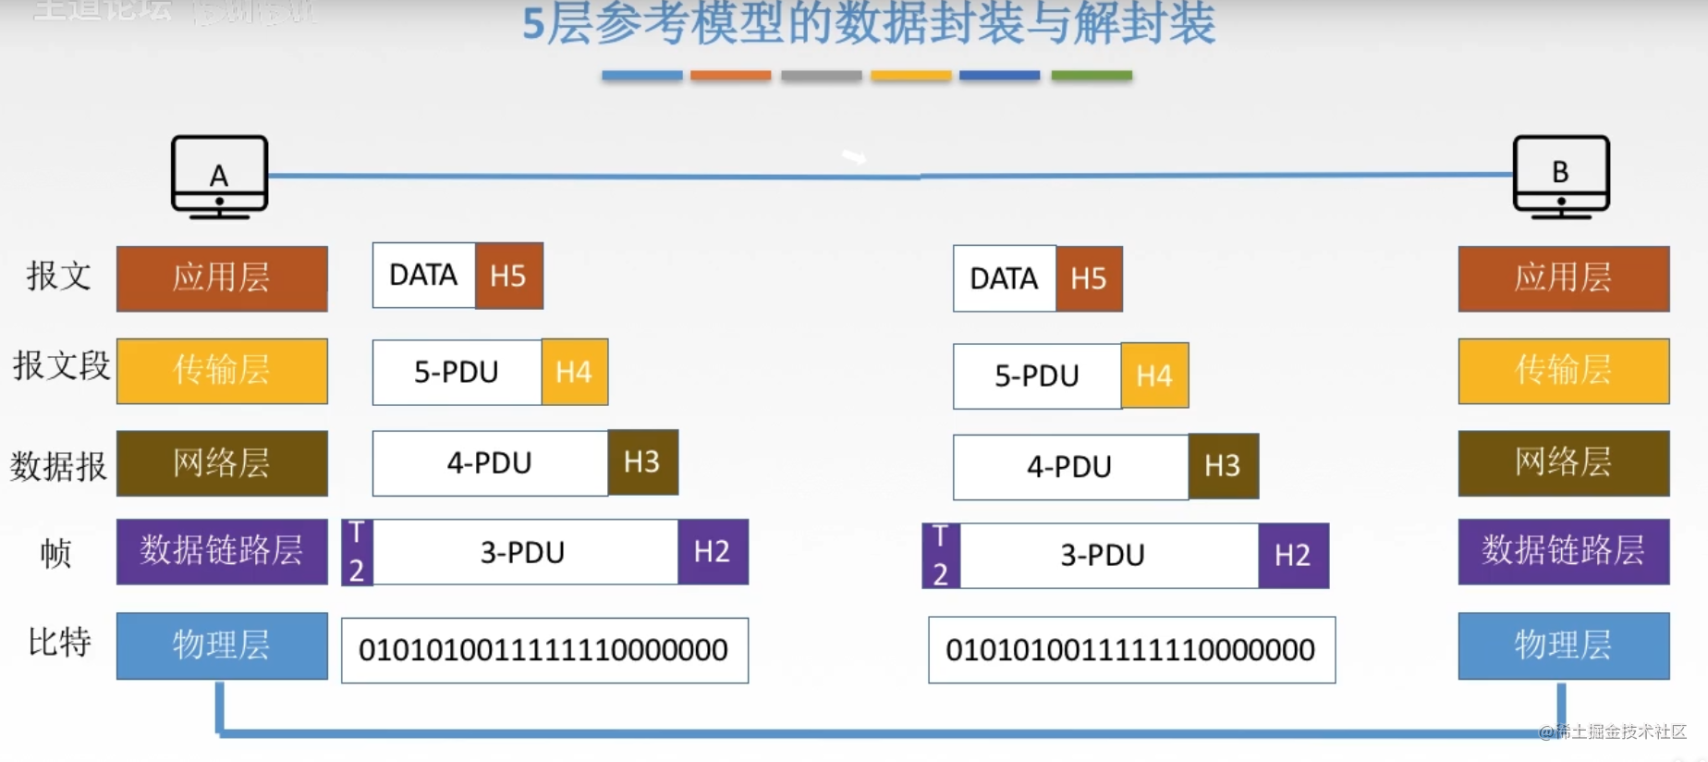 王道论坛
5层参考模型的数据封装与解封装
A
B
报文 应用层 DATA H5 DATA H5 应用层
报文段 传输层 5-PDU H4 5-PDU H4 传输层
数据报 网络层 4-PDU H3 4-PDU H3 网络层
帧 数据链路层 T2 3-PDU H2 T2 3-PDU H2 数据链路层
比特 物理层 0101010011111110000000 0101010011111110000000 物理层
@稀土掘金技术社区